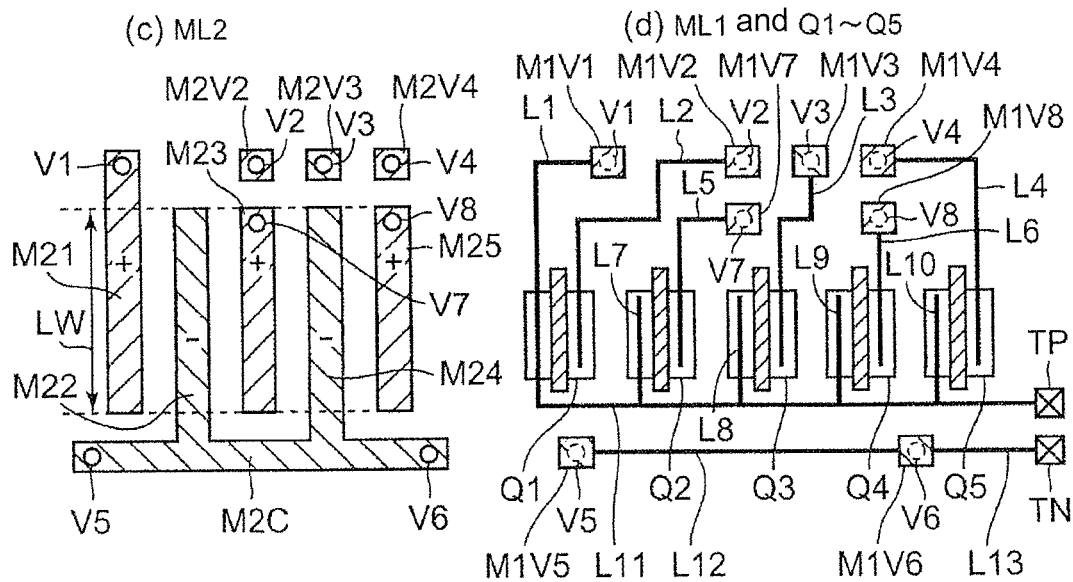 (c) ML2
M2V2 M2V3 M2V4
V2 V3
V1 M23 V4
V8
M21 + + + M25
V7
LW - -
M22 M24
V5 M2C V6
(d) ML1 and Q1~Q5
M1V1 M1V2 M1V7 M1V3 M1V4
L1 V1 L2 V2 V3 L3
V4 M1V8
L5 L4
V8
L7 V7 L9 L10 L6
TP
L8
Q1 Q2 Q3 Q4 Q5 TN
V5 V6
M1V5 L11 L12 M1V6 L13